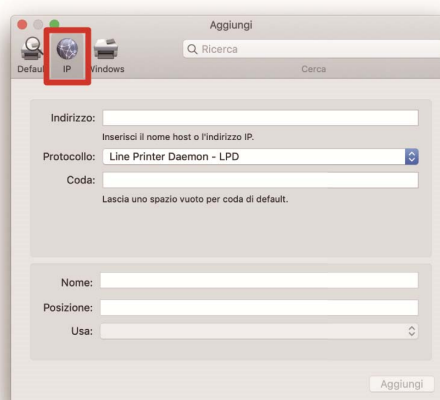 Aggiungi
Ricerca
Default IP Windows Cerca
Indirizzo:
Inserisci il nome host o l'indirizzo IP.
Protocollo: Line Printer Daemon - LPD
Coda:
Lascia uno spazio vuoto per coda di default.
Nome:
Posizione:
Usa:
Aggiungi